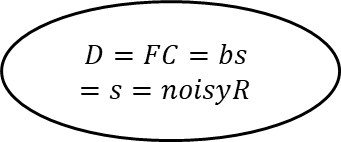 D = FC = bs
= s = noisyR